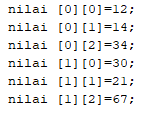 nilai [0][0]=12;
nilai [0][1]=14;
nilai [0][2]=34;
nilai [1][0]=30;
nilai [1][1]=21;
nilai [1][2]=67;